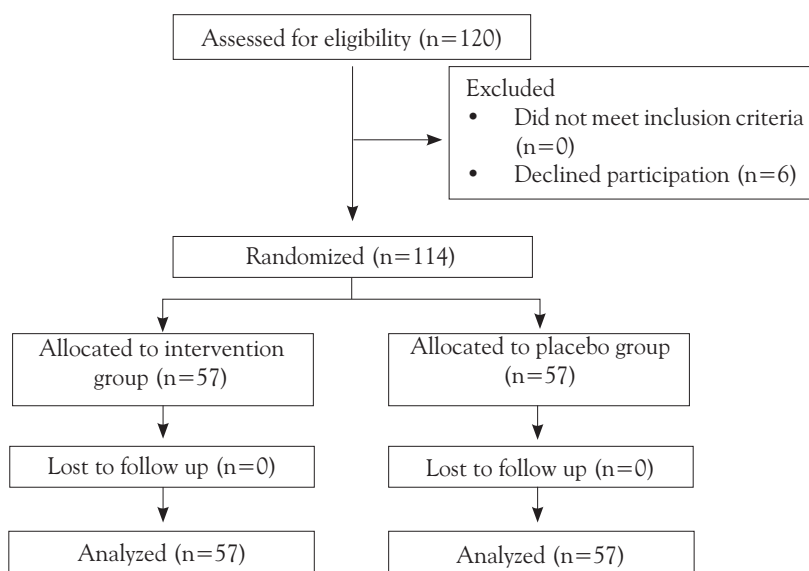 Assessed for eligibility (n=120)
Excluded
• Did not meet inclusion criteria
(n=0)
• Declined participation (n=6)
Randomized (n=114)
Allocated to intervention
group (n=57)
Allocated to placebo group
(n=57)
Lost to follow up (n=0)
Lost to follow up (n=0)
Analyzed (n=57)
Analyzed (n=57)